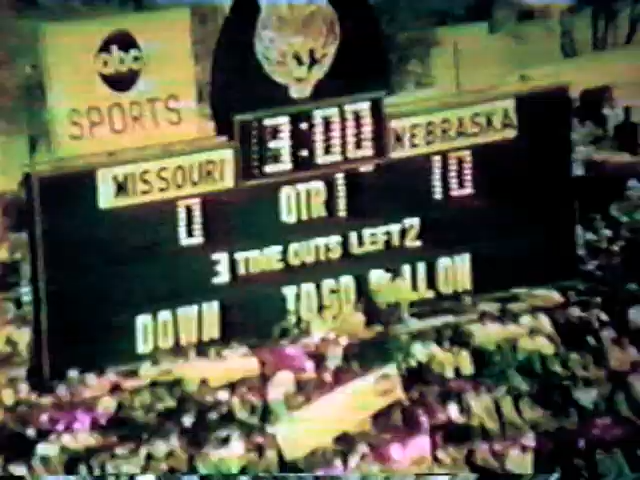 abc
SPORTS
3:00
MISSOURI NEBRASKA
0 QTR 1 10
3 TIME OUTS LEFT 2
DOWN TO GO BALL ON